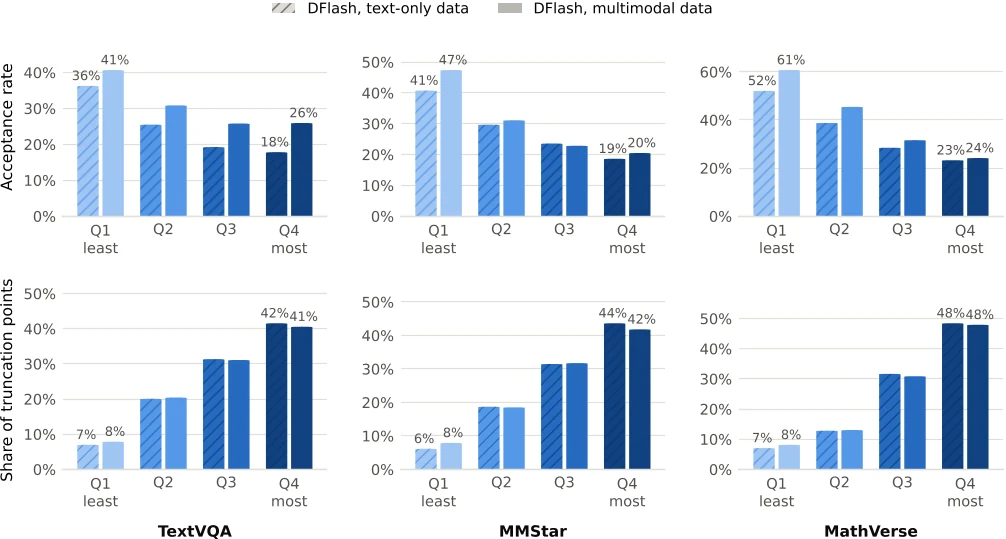 DFlash, text-only data DFlash, multimodal data
Acceptance rate
40%
30%
20%
10%
0%
36% 41%
18% 26%
Q1 Q2 Q3 Q4
least most
50%
40%
30%
20%
10%
0%
41% 47%
19% 20%
Q1 Q2 Q3 Q4
least most
60%
40%
20%
0%
52% 61%
23% 24%
Q1 Q2 Q3 Q4
least most
Share of truncation points
50%
40%
30%
20%
10%
0%
7% 8%
42% 41%
Q1 Q2 Q3 Q4
least most
TextVQA
50%
40%
30%
20%
10%
0%
6% 8%
44% 42%
Q1 Q2 Q3 Q4
least most
MMStar
50%
40%
30%
20%
10%
0%
7% 8%
48% 48%
Q1 Q2 Q3 Q4
least most
MathVerse